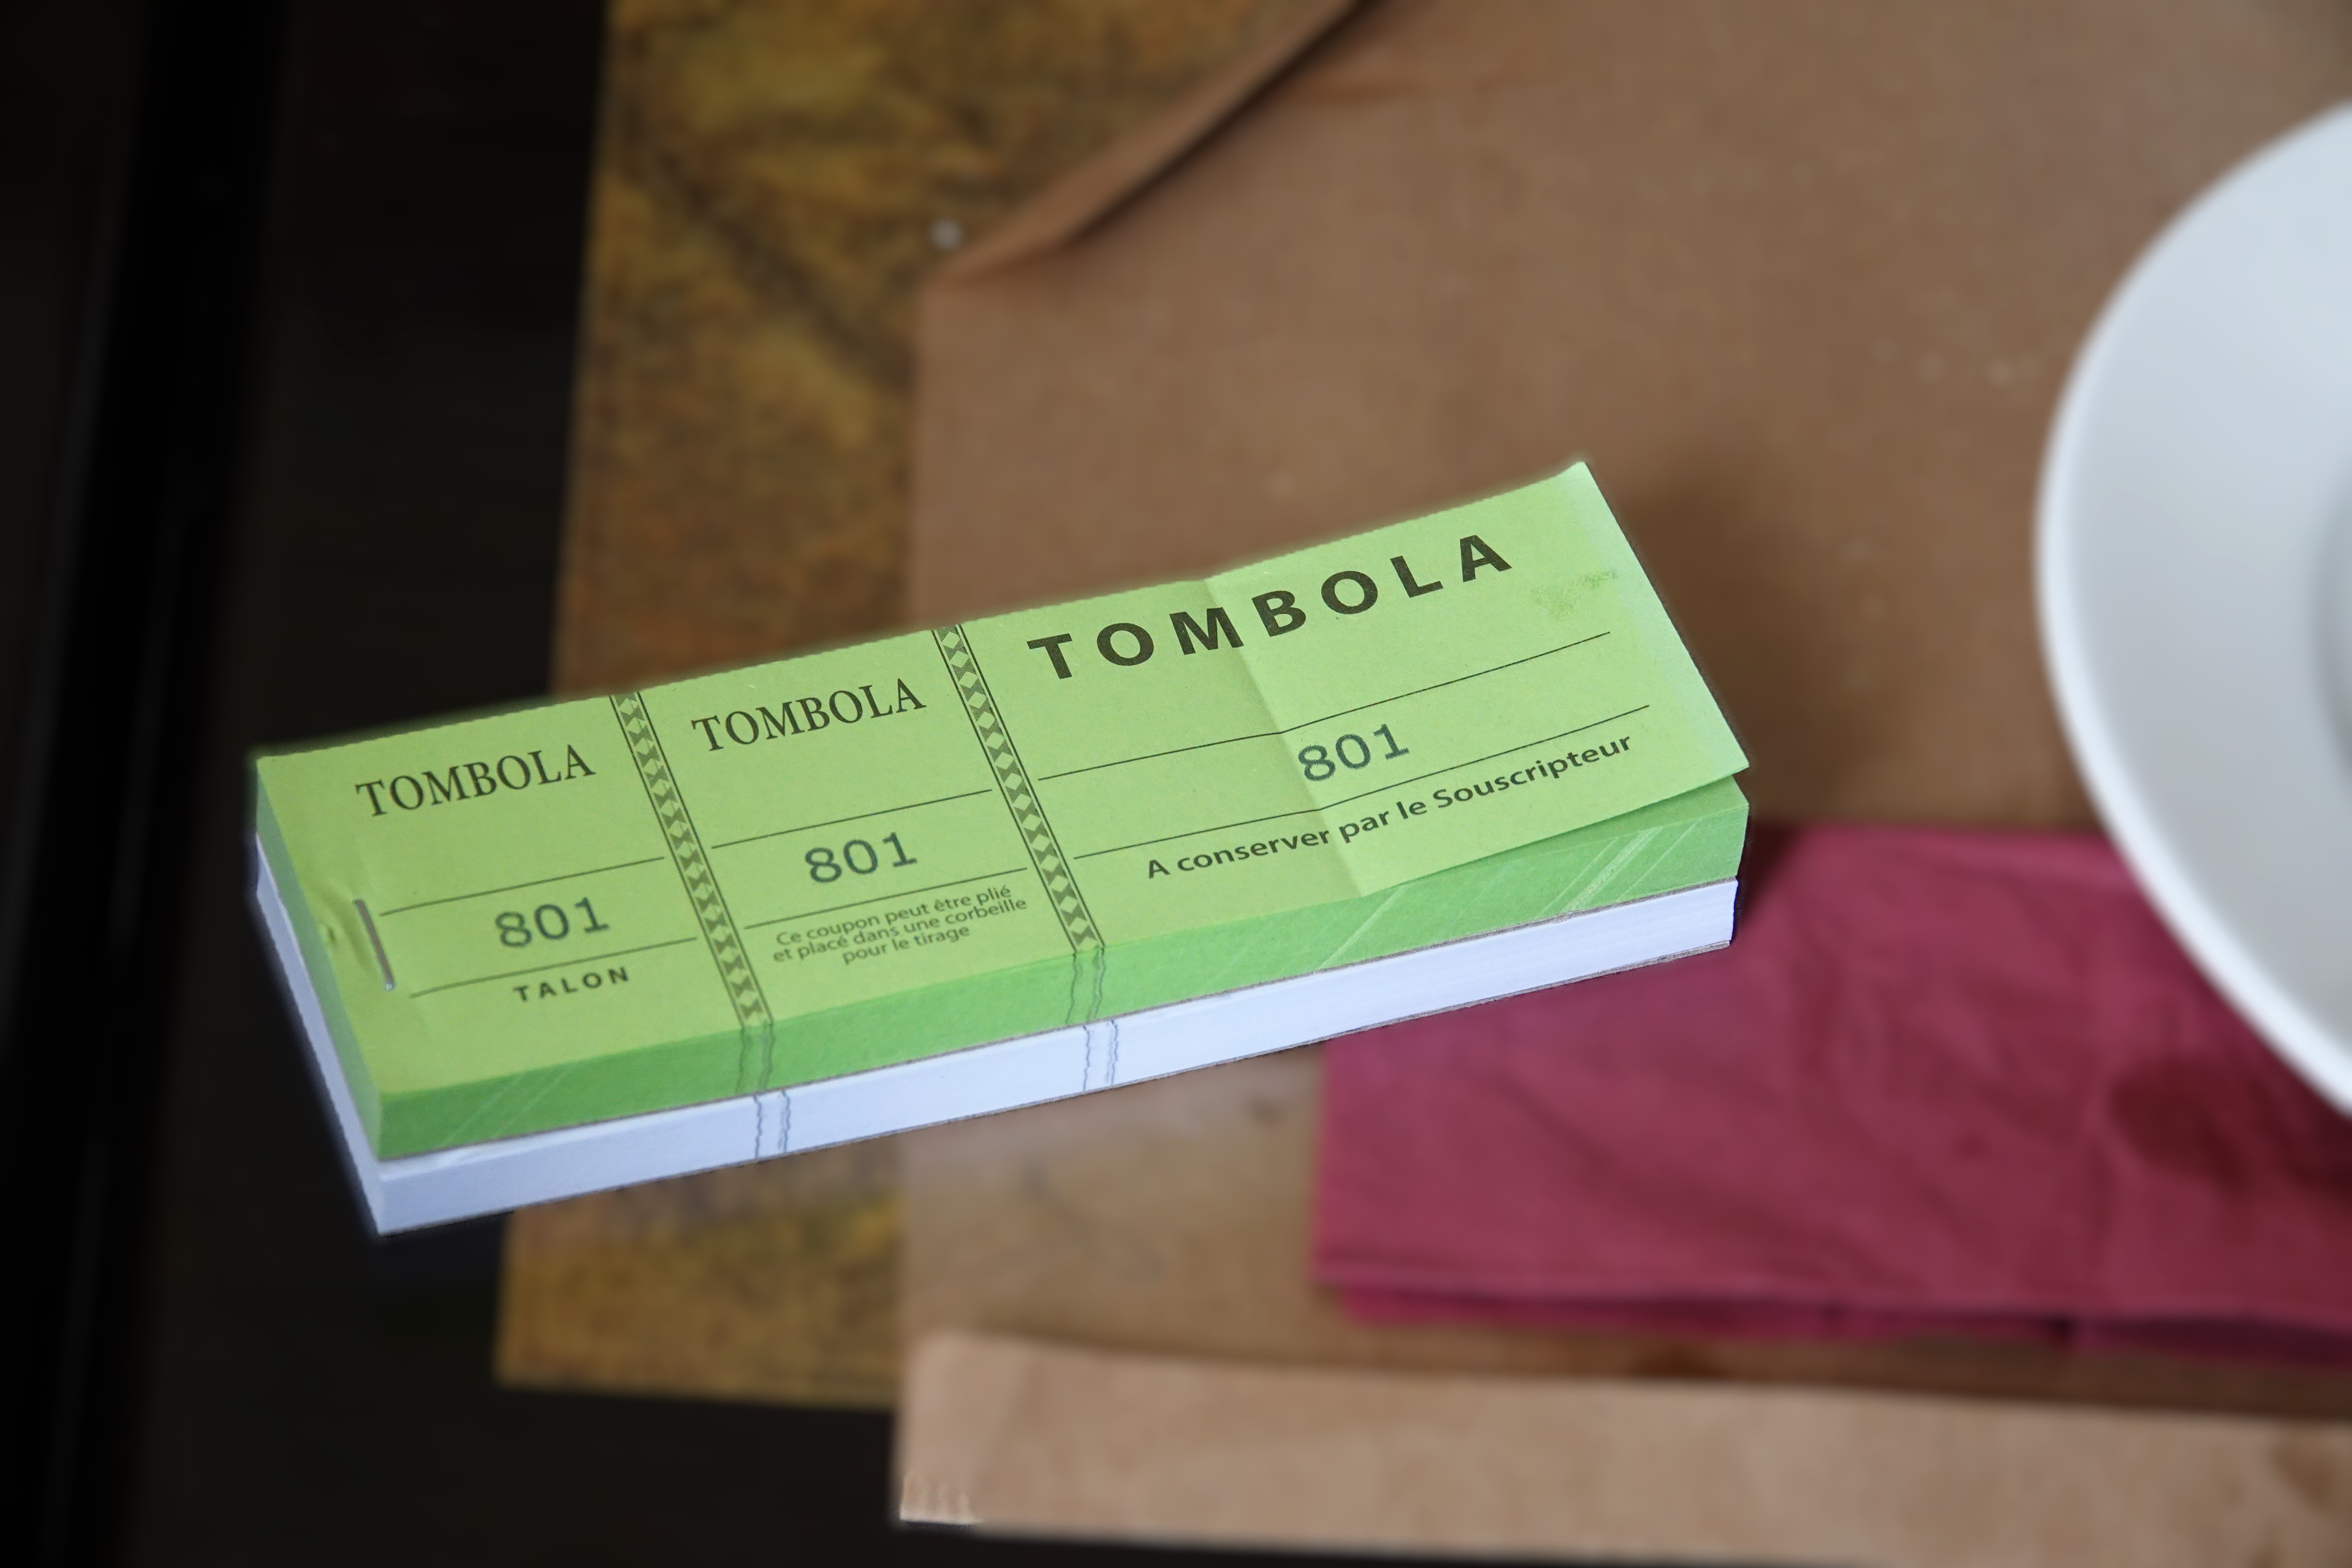 TOMBOLA
801
TALON
TOMBOLA
801
Ce coupon peut être plié
et placé dans une corbeille
pour le tirage
TOMBOLA
801
A conserver par le Souscripteur